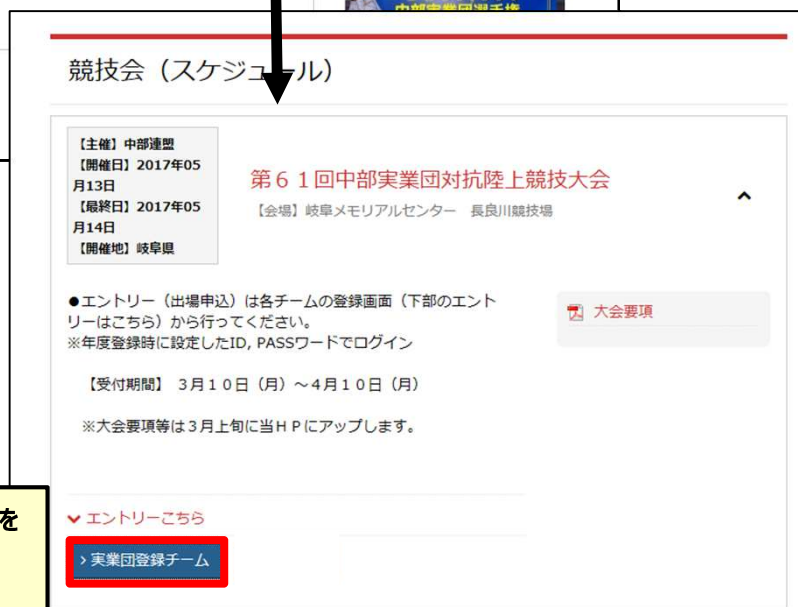 中部実業団選手権
競技会（スケジュール）
【主催】中部連盟
【開催日】2017年05
月13日
【最終日】2017年05
月14日
【開催地】岐阜県
第６１回中部実業団対抗陸上競技大会
【会場】岐阜メモリアルセンター　長良川競技場
●エントリー（出場申込）は各チームの登録画面（下部のエント
リーはこちら）から行ってください。
※年度登録時に設定したID, PASSワードでログイン
【受付期間】 ３月１０日（月）～４月１０日（月）
※大会要項等は３月上旬に当ＨＰにアップします。
大会要項
エントリーこちら
を
› 実業団登録チーム